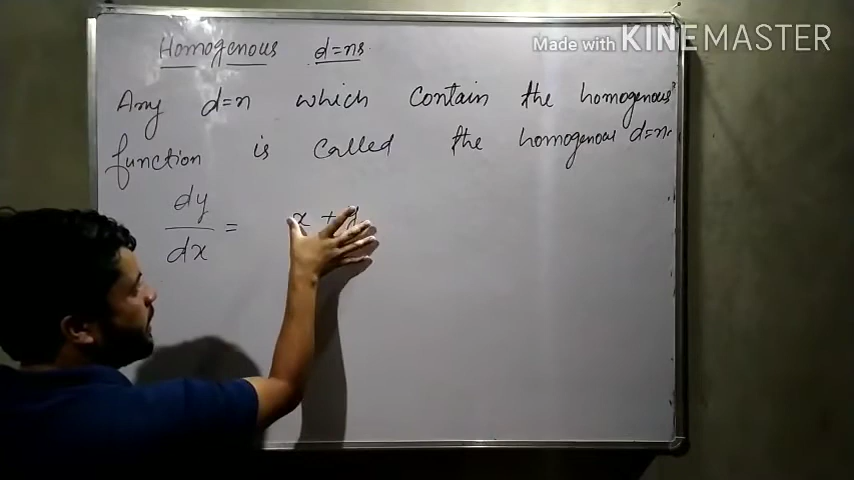 Homogenous d=ns.
Made with KINEMASTER
Any d=n which contain the homogenous
function is called the homogenous d=n.
dy
dx
= x +